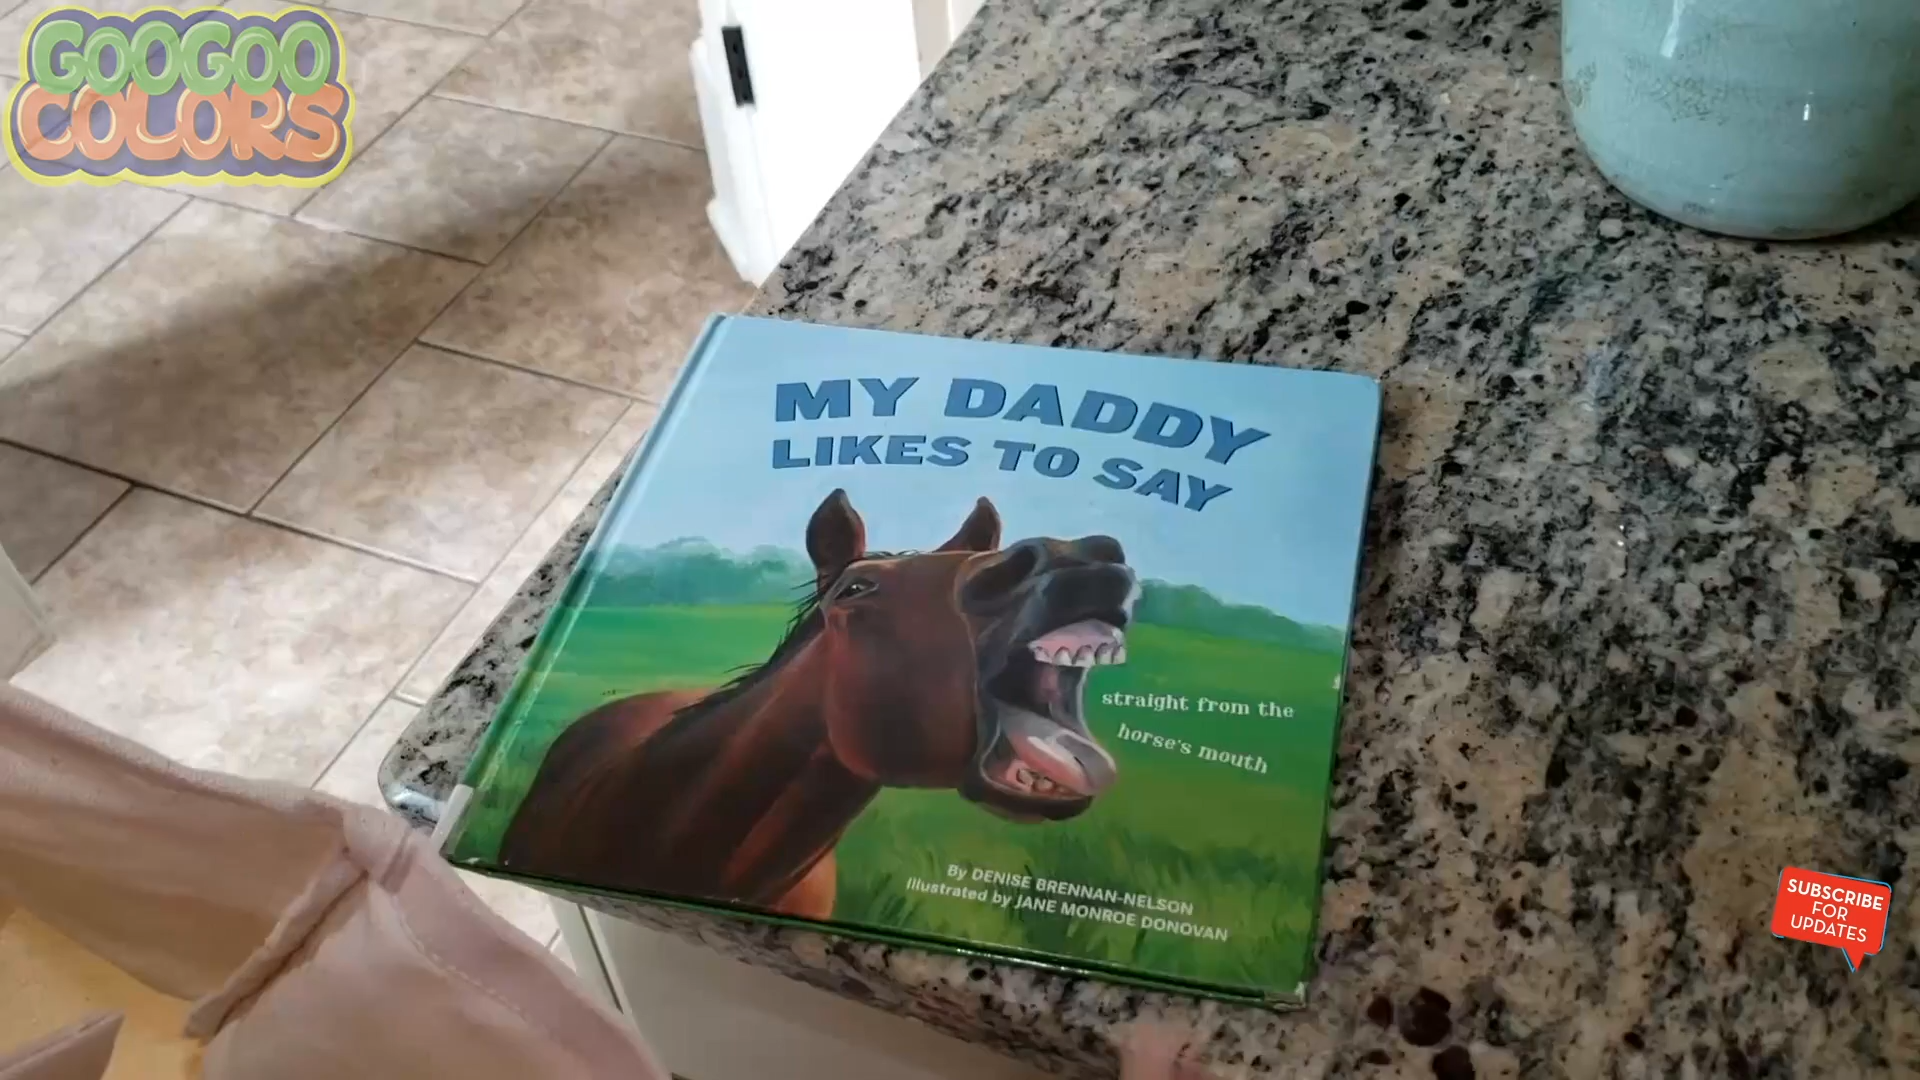 GOOGOO
COLORS
MY DADDY
LIKES TO SAY
straight from the
horse's mouth
By DENISE BRENNAN-NELSON
Illustrated by JANE MONROE DONOVAN
SUBSCRIBE
FOR
UPDATES